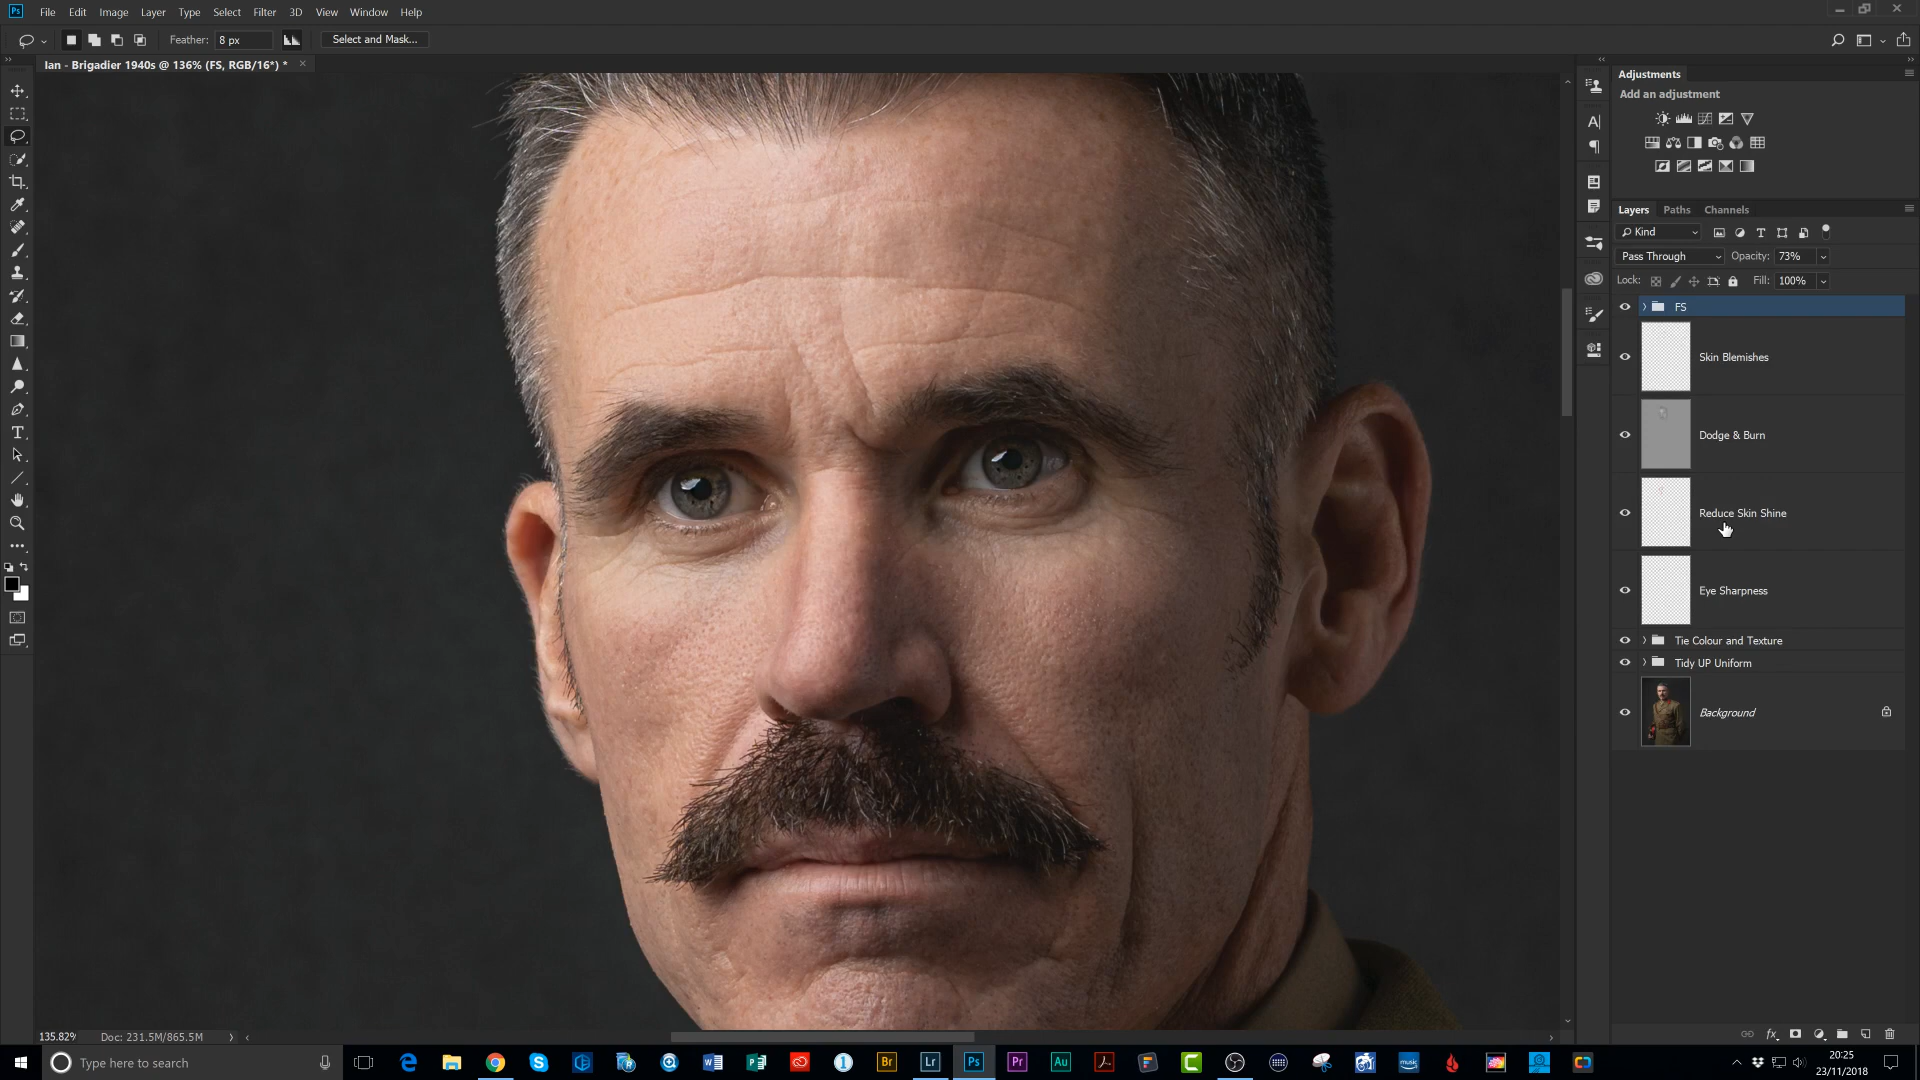 Ps File Edit Image Layer Type Select Filter 3D View Window Help
Feather: 8 px Select and Mask...
Ian - Brigadier 1940s @ 136% (FS, RGB/16*) *
Adjustments
Add an adjustment
Layers Paths Channels
Kind
Pass Through Opacity: 73%
Lock: Fill: 100%
FS
Skin Blemishes
Dodge & Burn
Reduce Skin Shine
Eye Sharpness
Tie Colour and Texture
Tidy UP Uniform
Background
135.82% Doc: 231.5M/865.5M
Type here to search
Br Lr Ps Pr Au
music
20:25
23/11/2018